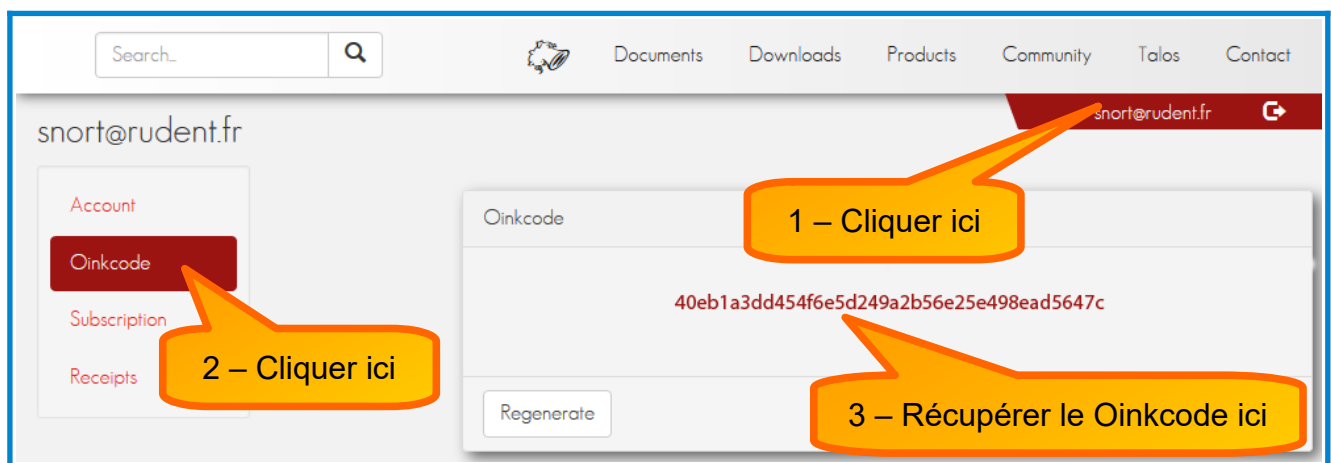 Search...
Documents Downloads Products Community Talos Contact
snort@rudent.fr
snort@rudent.fr
Account
Oinkcode
Subscription
Receipts
Oinkcode
1 – Cliquer ici
40eb1a3dd454f6e5d249a2b56e25e498ead5647c
2 – Cliquer ici
Regenerate
3 – Récupérer le Oinkcode ici